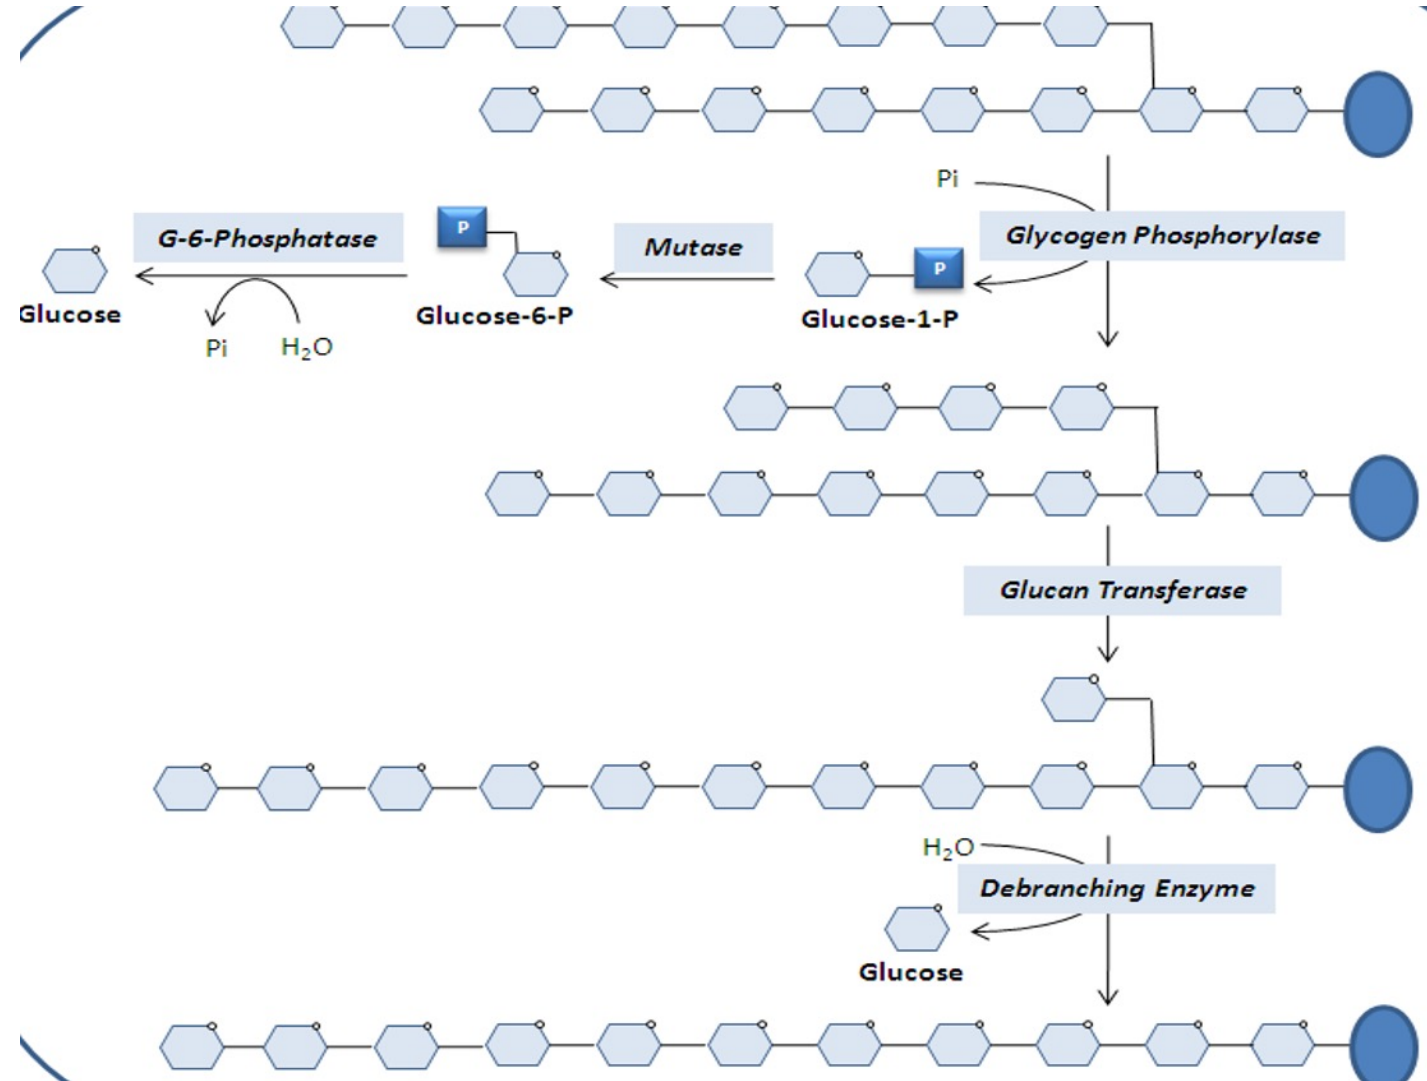 Pi
Glycogen Phosphorylase
G-6-Phosphatase
P
Mutase
P
Glucose
Glucose-6-P
Glucose-1-P
Pi
H₂O
Glucan Transferase
H₂O
Debranching Enzyme
Glucose